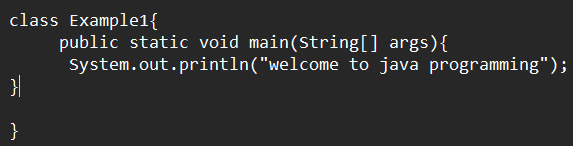 class Example1{
     public static void main(String[] args){
      System.out.println("welcome to java programming");
}

}